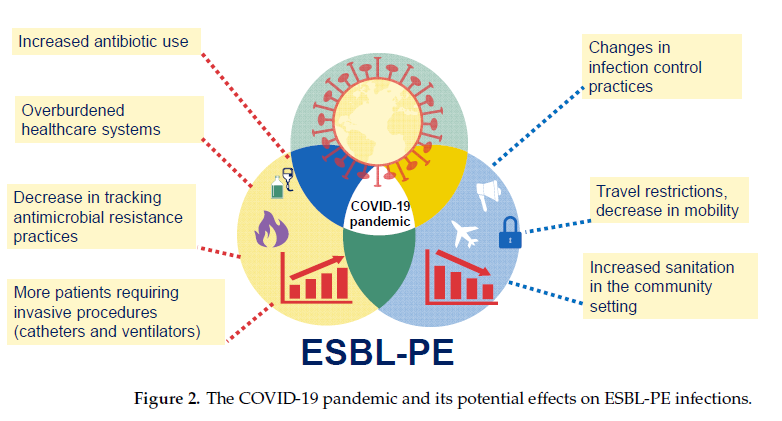 Increased antibiotic use
Overburdened
healthcare systems
Decrease in tracking
antimicrobial resistance
practices
More patients requiring
invasive procedures
(catheters and ventilators)
COVID-19
pandemic
Changes in
infection control
practices
Travel restrictions,
decrease in mobility
Increased sanitation
in the community
setting
ESBL-PE
Figure 2. The COVID-19 pandemic and its potential effects on ESBL-PE infections.